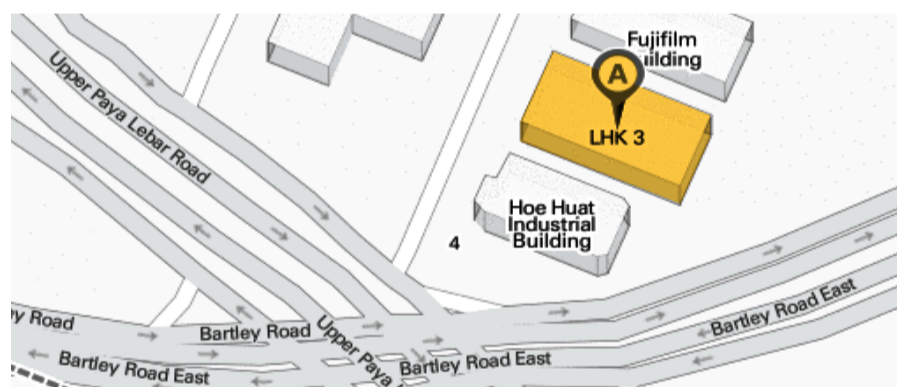 Fujifilm
Building
A
LHK 3
Upper Paya Lebar Road
Hoe Huat
Industrial
Building
4
Bartley Road East
Road
Bartley Road
Upper Paya
Bartley Road East
Bartley Road East